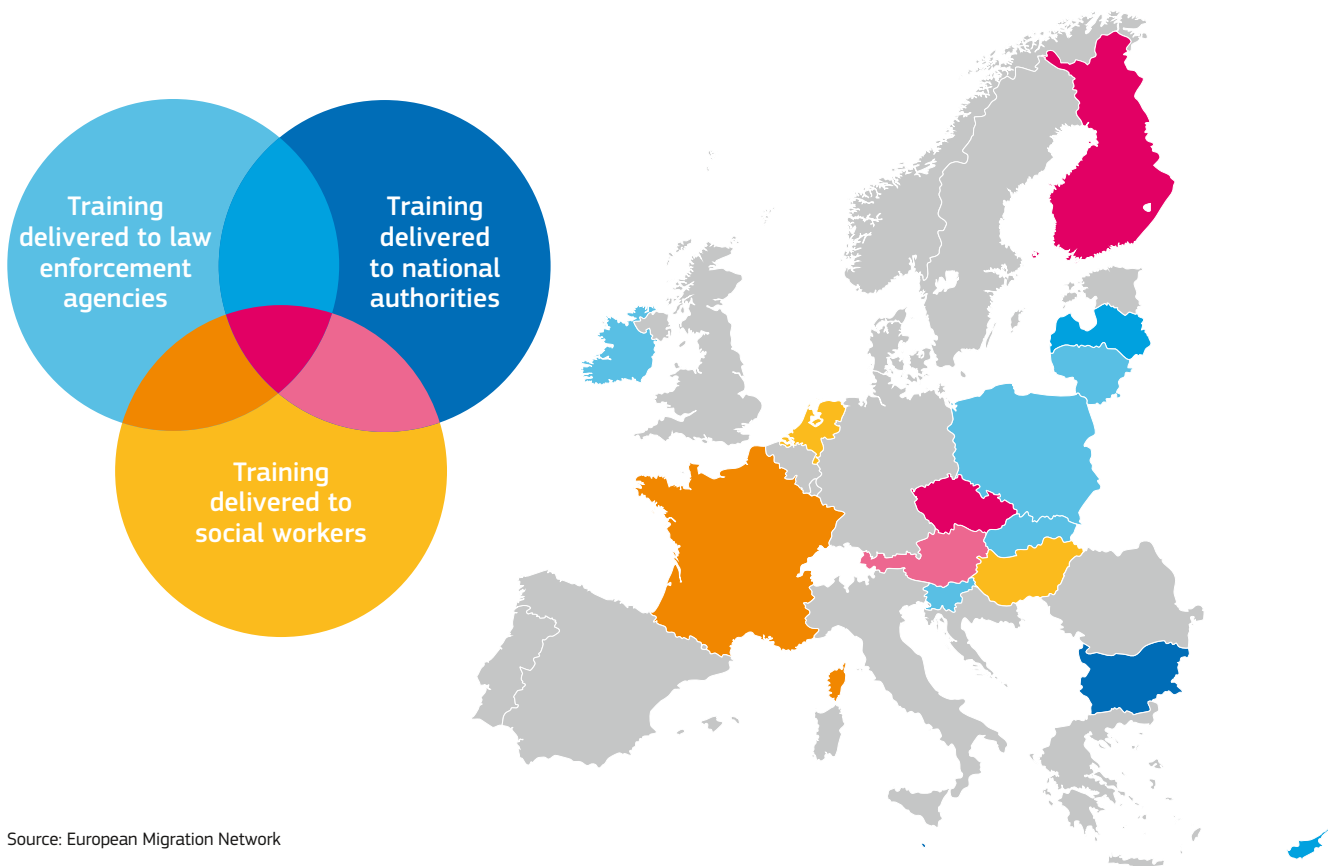 Training
delivered to law
enforcement
agencies
Training
delivered
to national
authorities
Training
delivered to
social workers
Source: European Migration Network